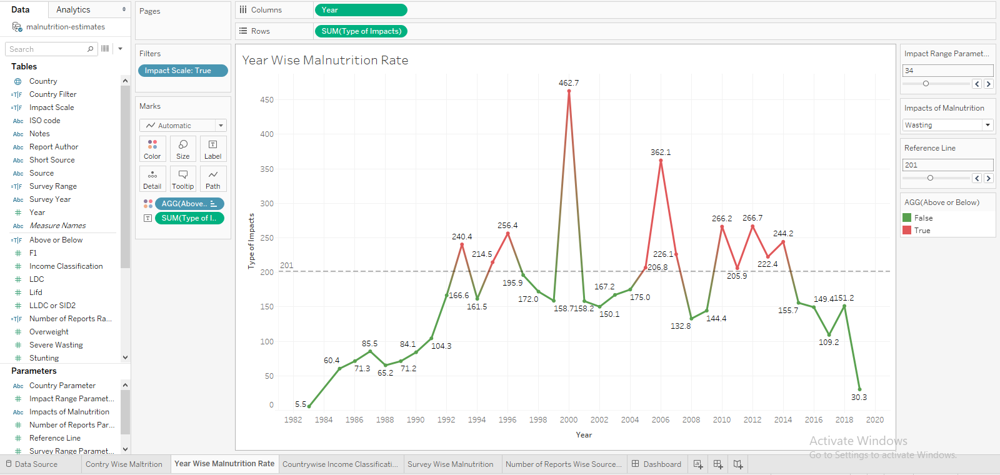 Data
Analytics
malnutrition-estimates
Search
Tables
Country
=T|F Country Filter
=T|F Impact Scale
Abc ISO code
Abc Notes
Abc Report Author
Abc Short Source
Abc Source
=T|F Survey Range
Abc Survey Year
# Year
Abc Measure Names
=T|F Above or Below
# F1
# Income Classification
# LDC
# Lifd
# LLDC or SID2
=T|F Number of Reports Ra...
# Overweight
# Severe Wasting
# Stunting
Parameters
Abc Country Parameter
# Impact Range Paramet...
Abc Impacts of Malnutrition
# Number of Reports Par...
# Reference Line
# Survey Range Paramet...
Pages
Filters
Impact Scale: True
Marks
Automatic
Color Size Label
Detail Tooltip Path
AGG(Above..
SUM(Type of I..
Columns Year
Rows SUM(Type of Impacts)
Year Wise Malnutrition Rate
Type of Impacts
450
400
350
300
250
200
150
100
50
0
201
5.5
60.4
71.3
85.5
65.2
71.2
84.1
104.3
166.6
240.4
161.5
214.5
256.4
195.9
172.0
158.7
462.7
158.2
150.1
167.2
175.0
206.8
362.1
226.1
132.8
144.4
266.2
205.9
266.7
222.4
244.2
155.7
149.4
109.2
151.2
30.3
1982 1984 1986 1988 1990 1992 1994 1996 1998 2000 2002 2004 2006 2008 2010 2012 2014 2016 2018 2020
Year
Impact Range Paramet...
34
Impacts of Malnutrition
Wasting
Reference Line
201
AGG(Above or Below)
False
True
Activate Windows
Go to Settings to activate Windows.
Data Source
Contry Wise Maltrition
Year Wise Malnutrition Rate
Countrywise Income Classificati...
Survey Wise Malnutrition
Number of Reports Wise Source...
Dashboard